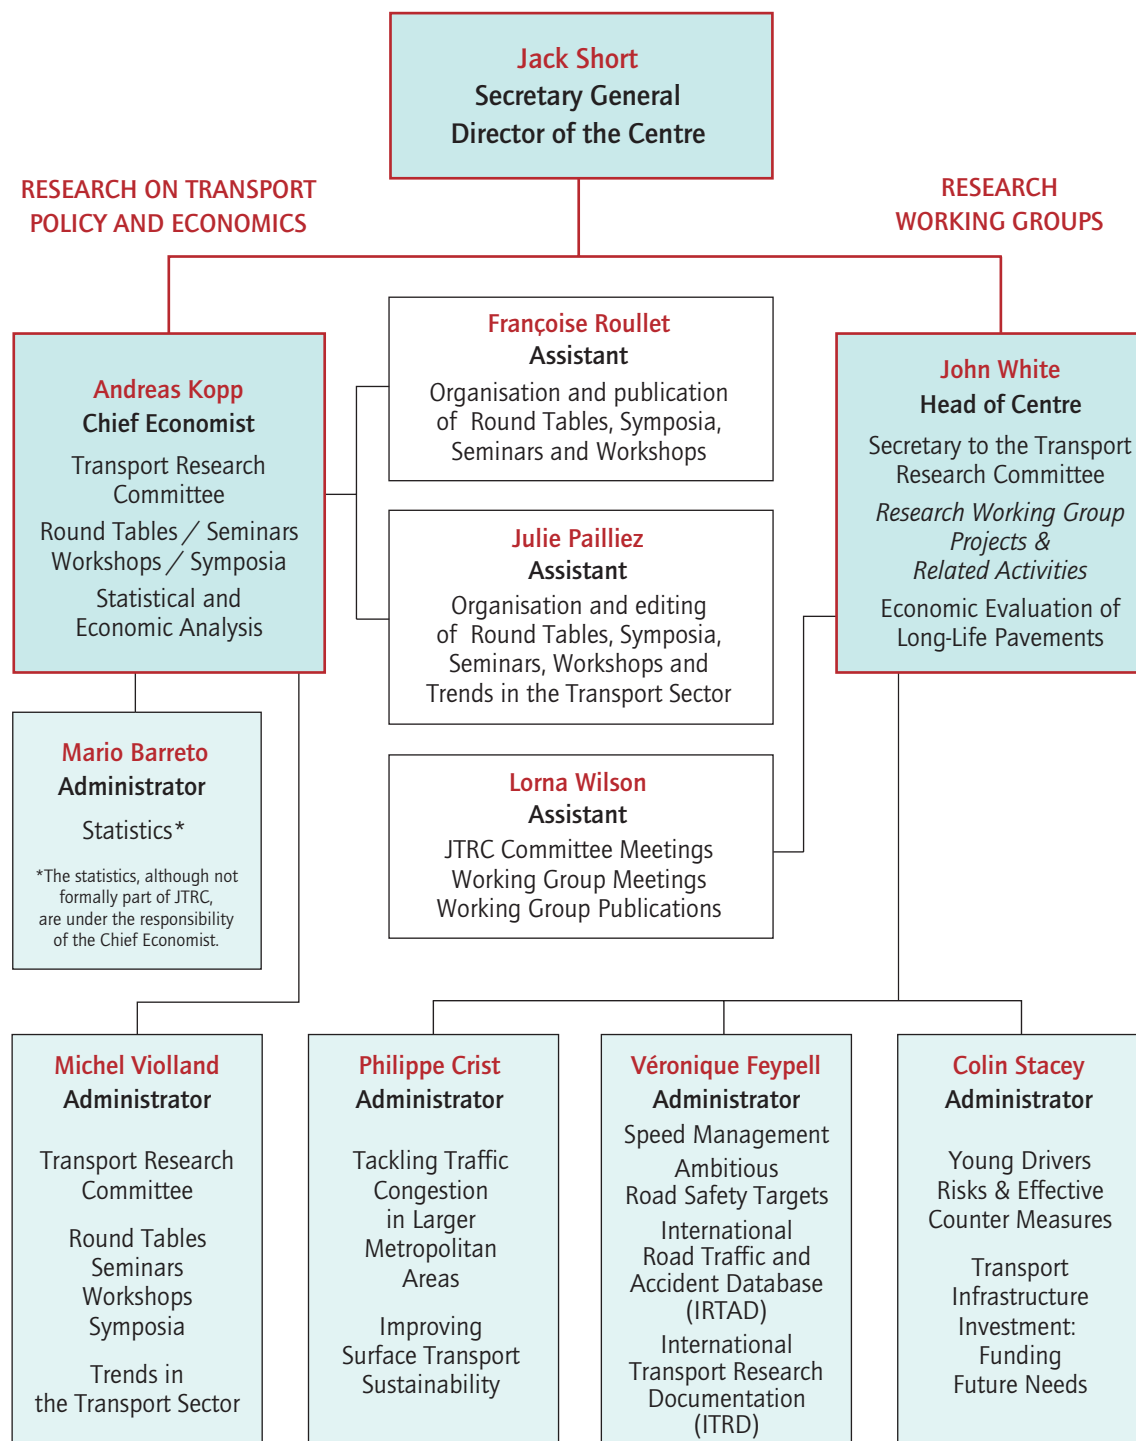 Jack Short
Secretary General
Director of the Centre
RESEARCH ON TRANSPORT
POLICY AND ECONOMICS
RESEARCH
WORKING GROUPS
Andreas Kopp
Chief Economist
Transport Research
Committee
Round Tables / Seminars
Workshops / Symposia
Statistical and
Economic Analysis
Françoise Roullet
Assistant
Organisation and publication
of Round Tables, Symposia,
Seminars and Workshops
John White
Head of Centre
Secretary to the Transport
Research Committee
Research Working Group
Projects &
Related Activities
Economic Evaluation of
Long-Life Pavements
Julie Pailliez
Assistant
Organisation and editing
of Round Tables, Symposia,
Seminars, Workshops and
Trends in the Transport Sector
Mario Barreto
Administrator
Statistics*
*The statistics, although not
formally part of JTRC,
are under the responsibility
of the Chief Economist.
Lorna Wilson
Assistant
JTRC Committee Meetings
Working Group Meetings
Working Group Publications
Michel Violland
Administrator
Transport Research
Committee
Round Tables
Seminars
Workshops
Symposia
Trends in
the Transport Sector
Philippe Crist
Administrator
Tackling Traffic
Congestion
in Larger
Metropolitan
Areas
Improving
Surface Transport
Sustainability
Véronique Feypell
Administrator
Speed Management
Ambitious
Road Safety Targets
International
Road Traffic and
Accident Database
(IRTAD)
International
Transport Research
Documentation
(ITRD)
Colin Stacey
Administrator
Young Drivers
Risks & Effective
Counter Measures
Transport
Infrastructure
Investment:
Funding
Future Needs